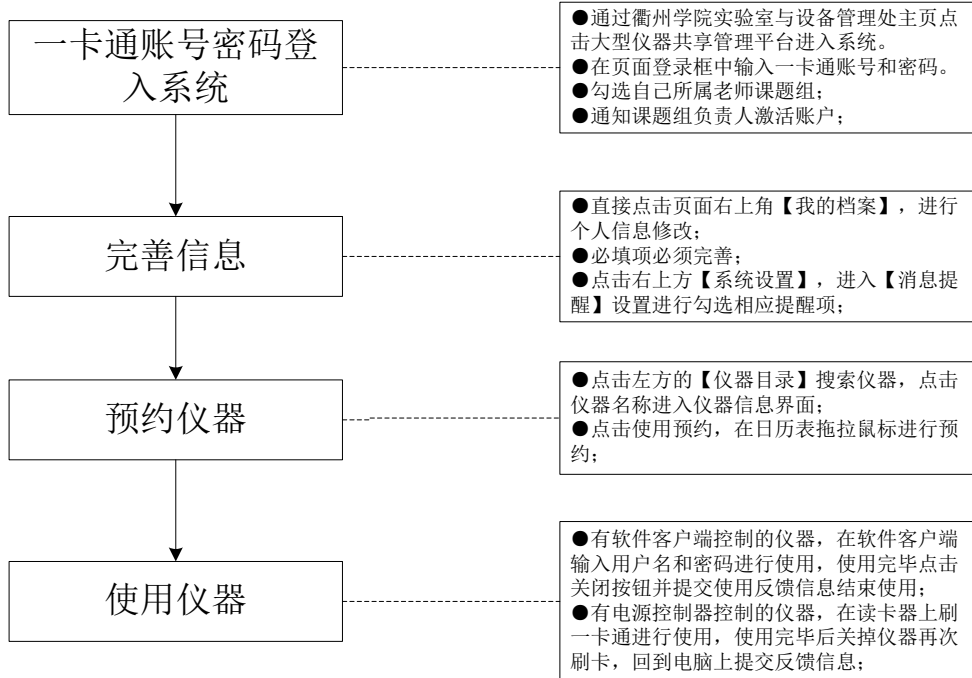 一卡通账号密码登
入系统
●通过衢州学院实验室与设备管理处主页点
击大型仪器共享管理平台进入系统。
●在页面登录框中输入一卡通账号和密码。
●勾选自己所属老师课题组；
●通知课题组负责人激活账户；
完善信息
●直接点击页面右上角【我的档案】，进行
个人信息修改；
●必填项必须完善；
●点击右上方【系统设置】，进入【消息提
醒】设置进行勾选相应提醒项；
预约仪器
●点击左方的【仪器目录】搜索仪器，点击
仪器名称进入仪器信息界面；
●点击使用预约，在日历表拖拉鼠标进行预
约；
使用仪器
●有软件客户端控制的仪器，在软件客户端
输入用户名和密码进行使用，使用完毕点击
关闭按钮并提交使用反馈信息结束使用；
●有电源控制器控制的仪器，在读卡器上刷
一卡通进行使用，使用完毕后关掉仪器再次
刷卡，回到电脑上提交反馈信息；